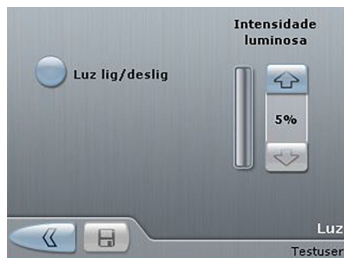 Intensidade
luminosa
Luz lig/deslig
5%
Luz
Testuser